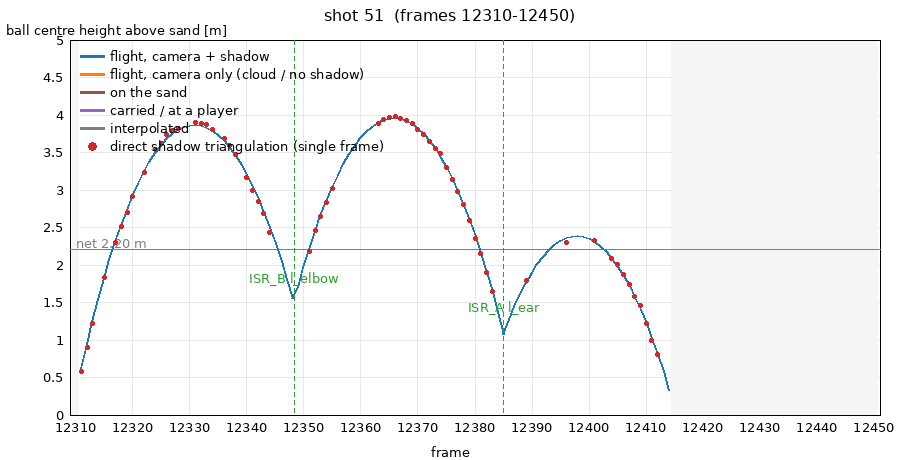 shot 51  (frames 12310-12450)
ball centre height above sand [m]
5
4.5
4
3.5
3
2.5
2
1.5
1
0.5
0
flight, camera + shadow
flight, camera only (cloud / no shadow)
on the sand
carried / at a player
interpolated
direct shadow triangulation (single frame)
net 2.20 m
ISR_B l_elbow
ISR_A l_ear
12310 12320 12330 12340 12350 12360 12370 12380 12390 12400 12410 12420 12430 12440 12450
frame